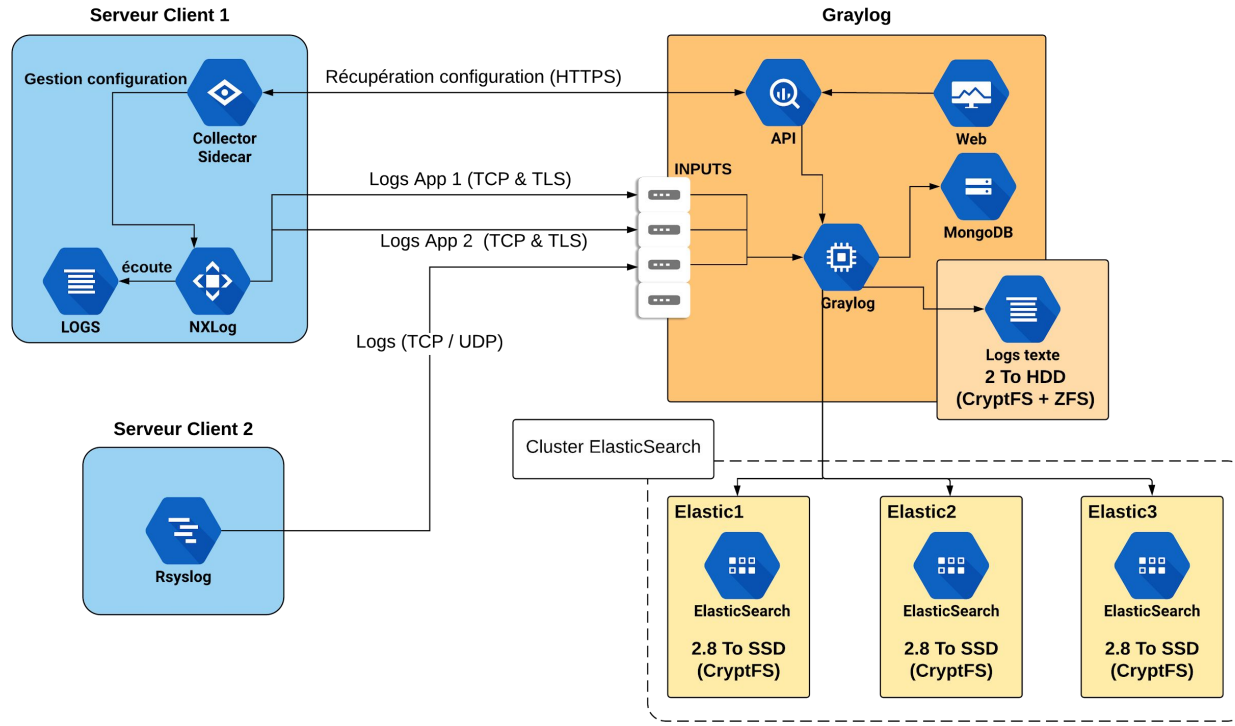 Serveur Client 1
Graylog
Gestion configuration
Récupération configuration (HTTPS)
Collector
Sidecar
API
Web
INPUTS
Logs App 1 (TCP & TLS)
Logs App 2  (TCP & TLS)
MongoDB
écoute
LOGS
NXLog
Graylog
Logs (TCP / UDP)
Logs texte
2 To HDD
(CryptFS + ZFS)
Serveur Client 2
Cluster ElasticSearch
Rsyslog
Elastic1
Elastic2
Elastic3
ElasticSearch
ElasticSearch
ElasticSearch
2.8 To SSD
(CryptFS)
2.8 To SSD
(CryptFS)
2.8 To SSD
(CryptFS)